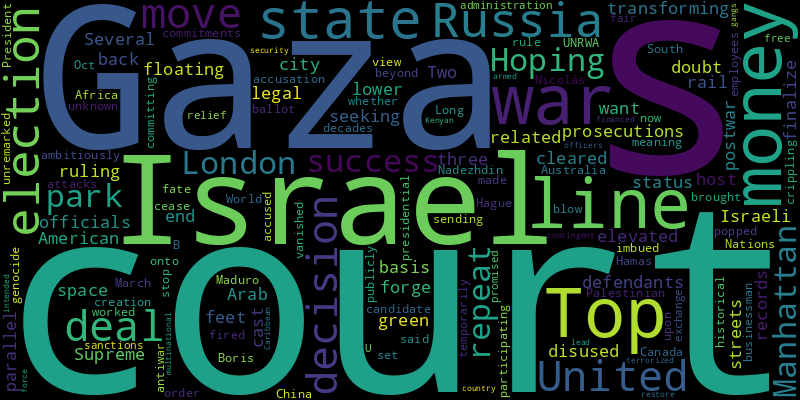 President
administration
move
commitments
state
Russia
transforming
fair
gangs
Several
back
security
rule
UNRWA
Hoping
South
doubt
employees
money
free
Oct
floating
city
view
beyond
Two
accusation
legal
ballot
lower
whether
armed
Nicolás
rail
Africa
unknown
committing
relief
Long
seeking
decades
Kenyan
war
want
financed
now
related
prosecutions
officers
meaning
postwar
finalize
crippling
unremarked
election
Gaza
S
ambitiously
ruling
attacks
London
success
three
Nadezhdin
cleared
Australia
status
host
brought
park
fate
cease
World
made
Hague
blow
Israel
line
Israeli
officials
end
accused
vanished
presidential
sending
elevated
popped
Nations
American
B
onto
decision
publicly
imbued
Hamas
genocide
March
stop
Maduro
Arab
basis
forge
candidate
repeat
promised
contingents
defendants
Palestinian
upon
exchange
historical
streets
businessman
records
Manhattan
space
creation
intended
worked
deal
feet
cast
Caribbean
green
said
temporarily
participating
Top
sanctions
fired
U
set
lead
disused
parallel
Supreme
antiwar
multinational
Boris
court
Canada
terrorized
United
force
order
China
country
restore